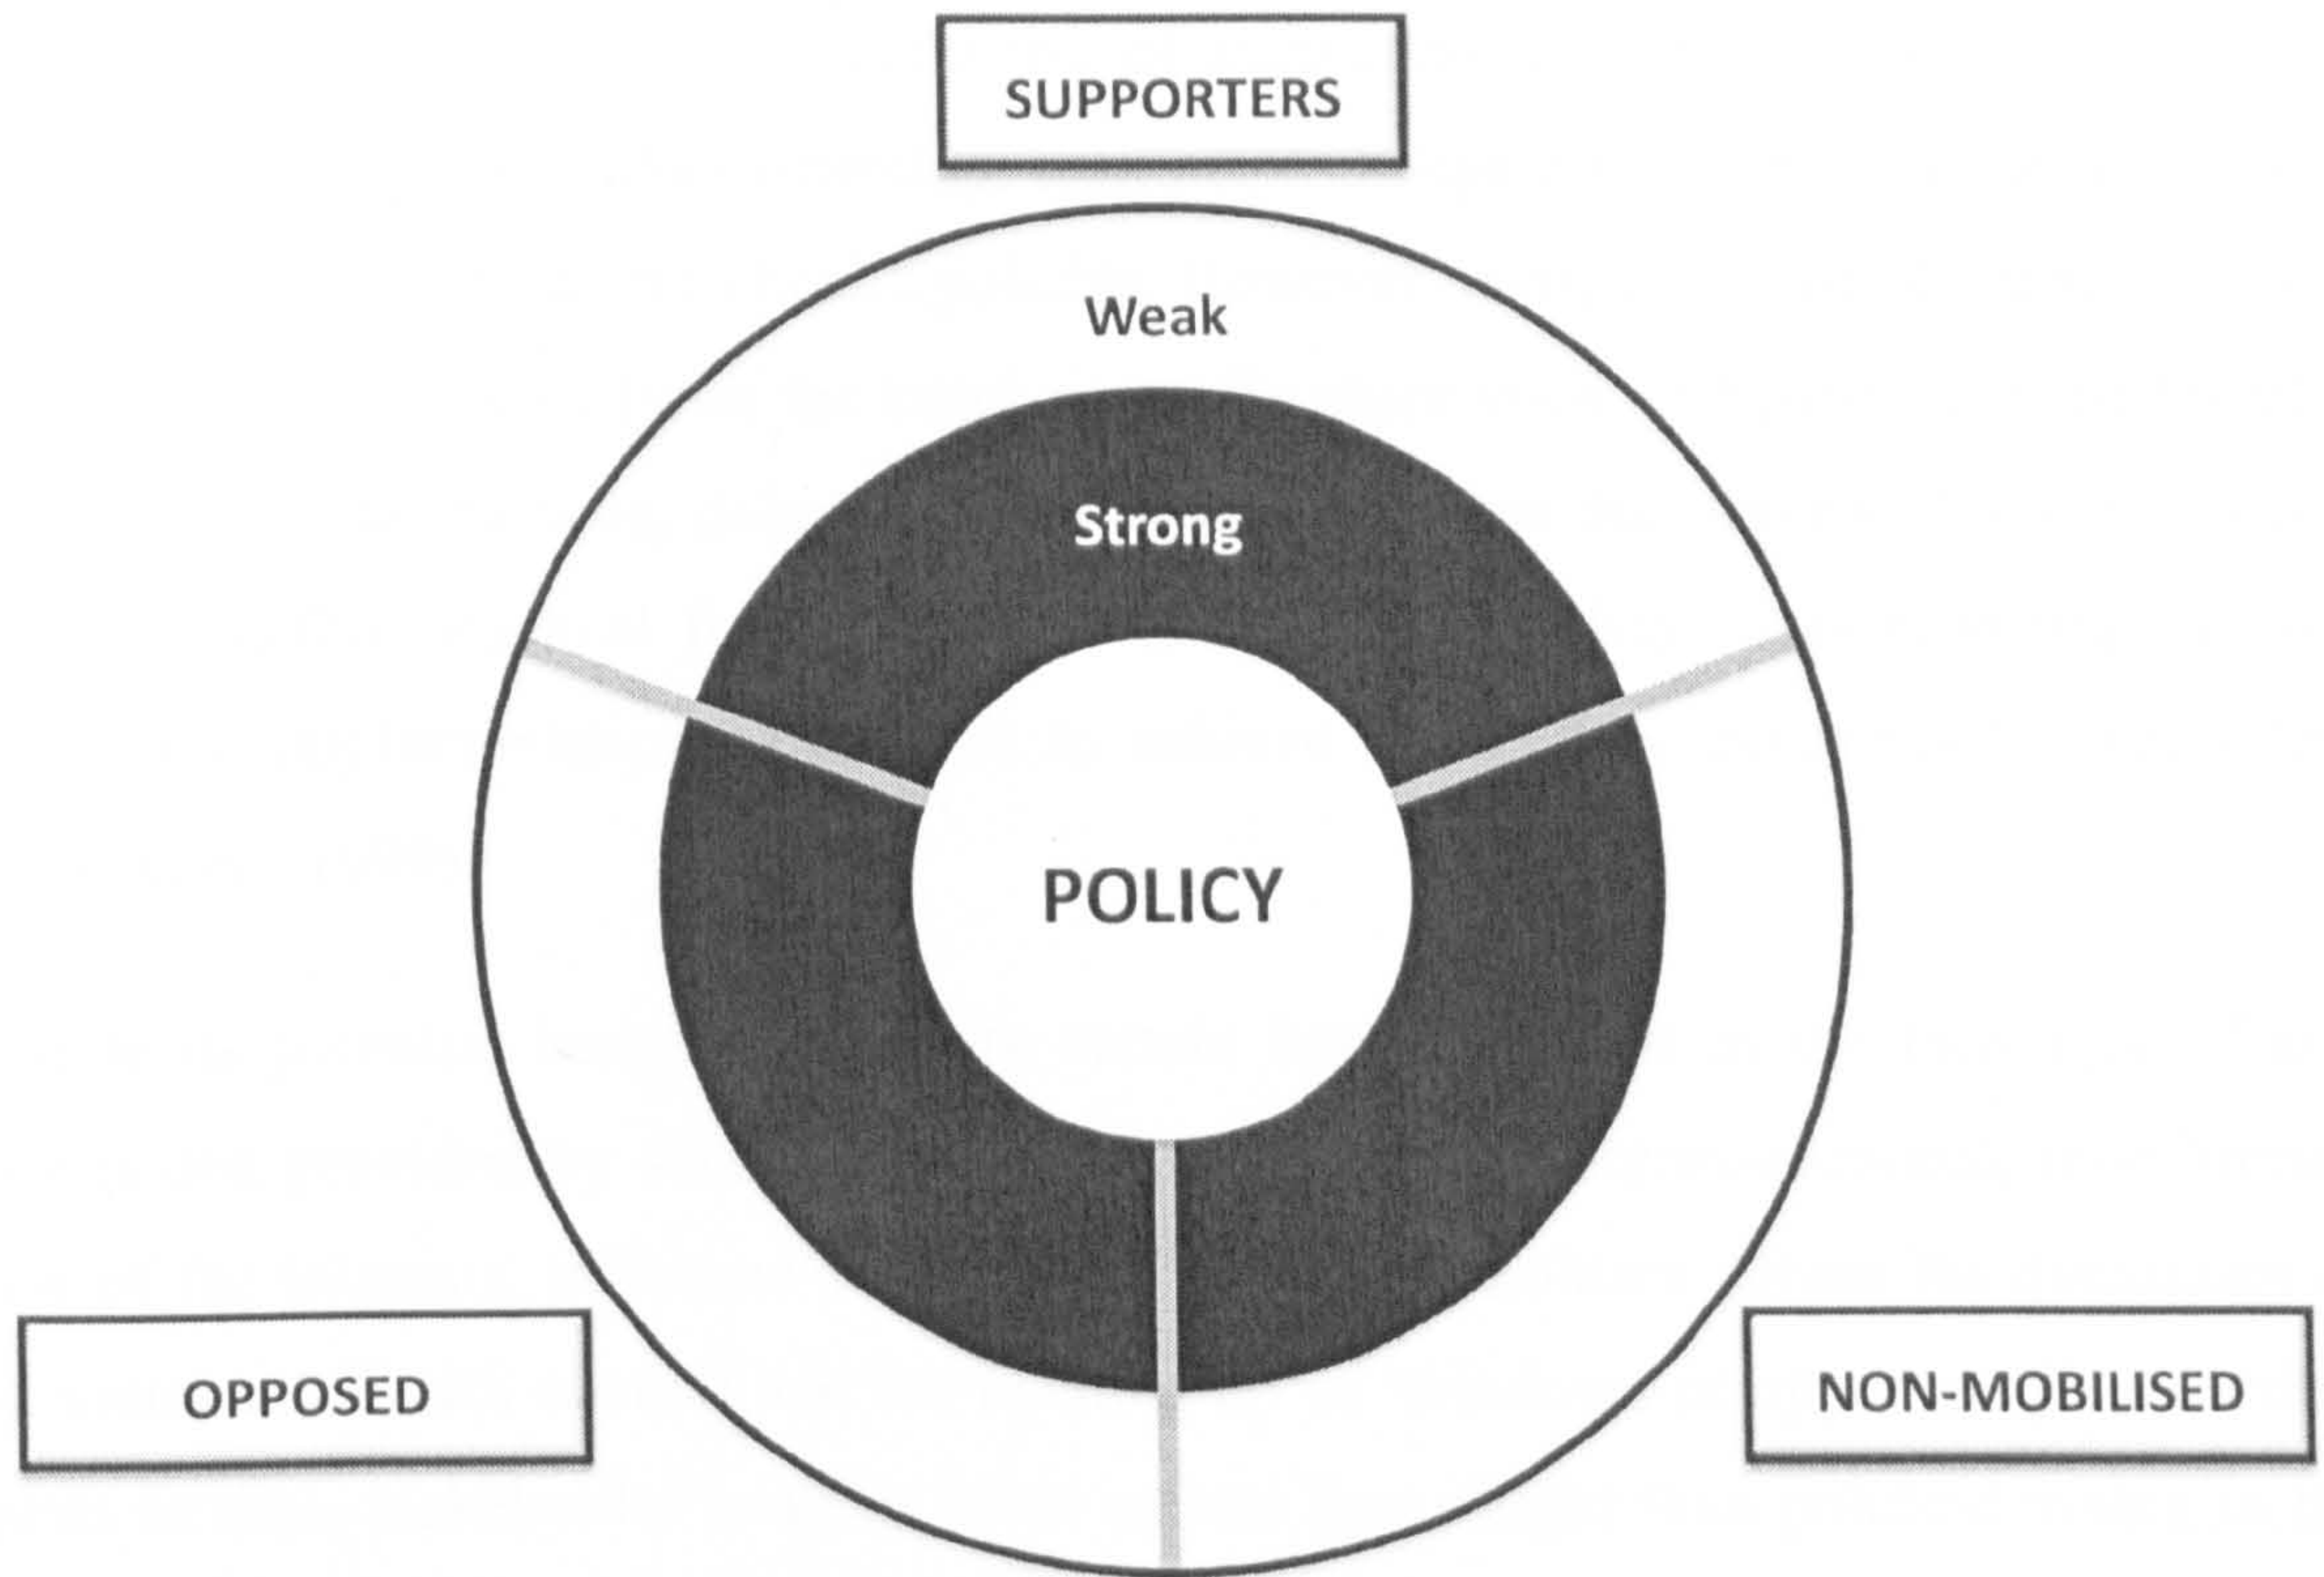 SUPPORTERS
Weak
Strong
POLICY
OPPOSED
NON-MOBILISED